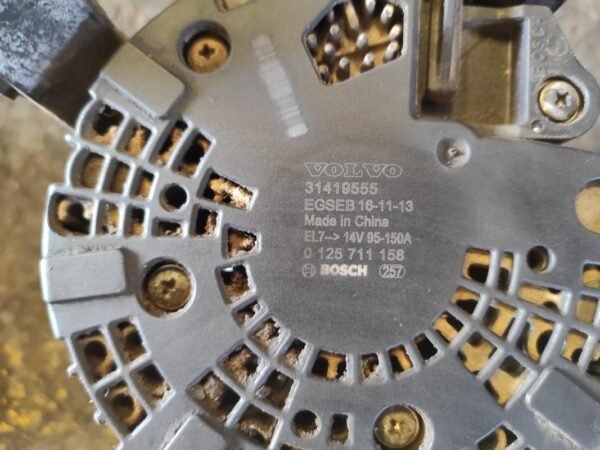 VOLVO
31419555
EGSEB 16-11-13
Made in China
EL7--> 14V 95-150A
0 125 711 158
BOSCH 257